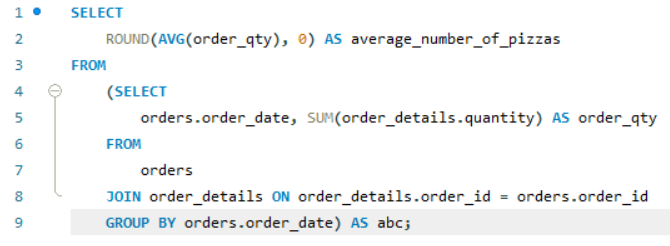 1 SELECT
2 ROUND(AVG(order_qty), 0) AS average_number_of_pizzas
3 FROM
4 (SELECT
5 orders.order_date, SUM(order_details.quantity) AS order_qty
6 FROM
7 orders
8 JOIN order_details ON order_details.order_id = orders.order_id
9 GROUP BY orders.order_date) AS abc;